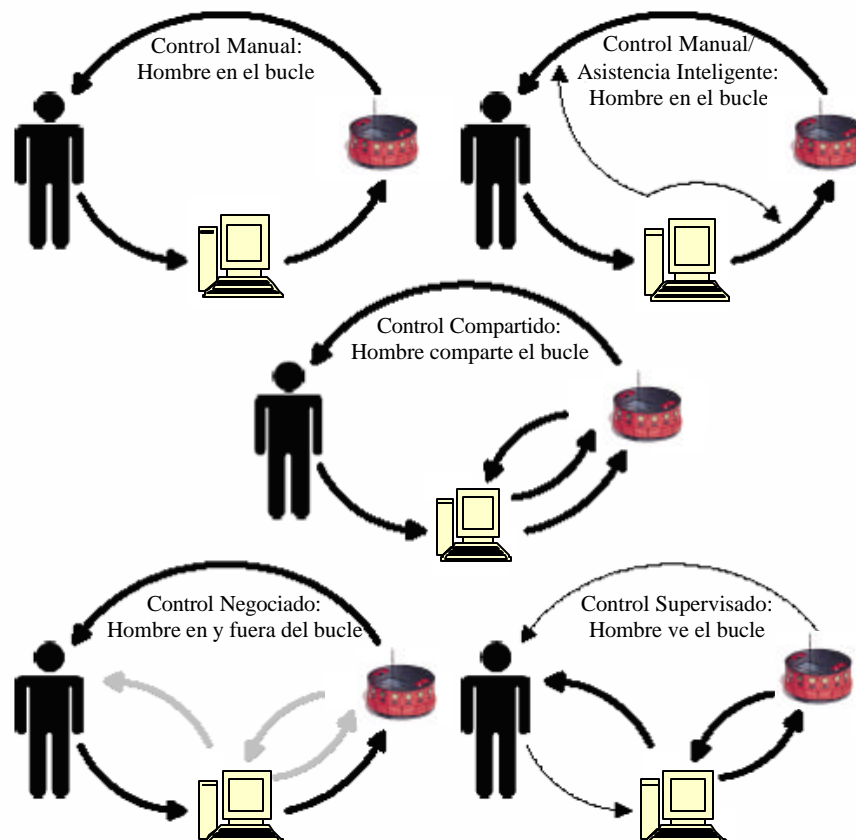 Control Manual:
Hombre en el bucle
Control Manual/
Asistencia Inteligente:
Hombre en el bucle
Control Compartido:
Hombre comparte el bucle
Control Negociado:
Hombre en y fuera del bucle
Control Supervisado:
Hombre ve el bucle